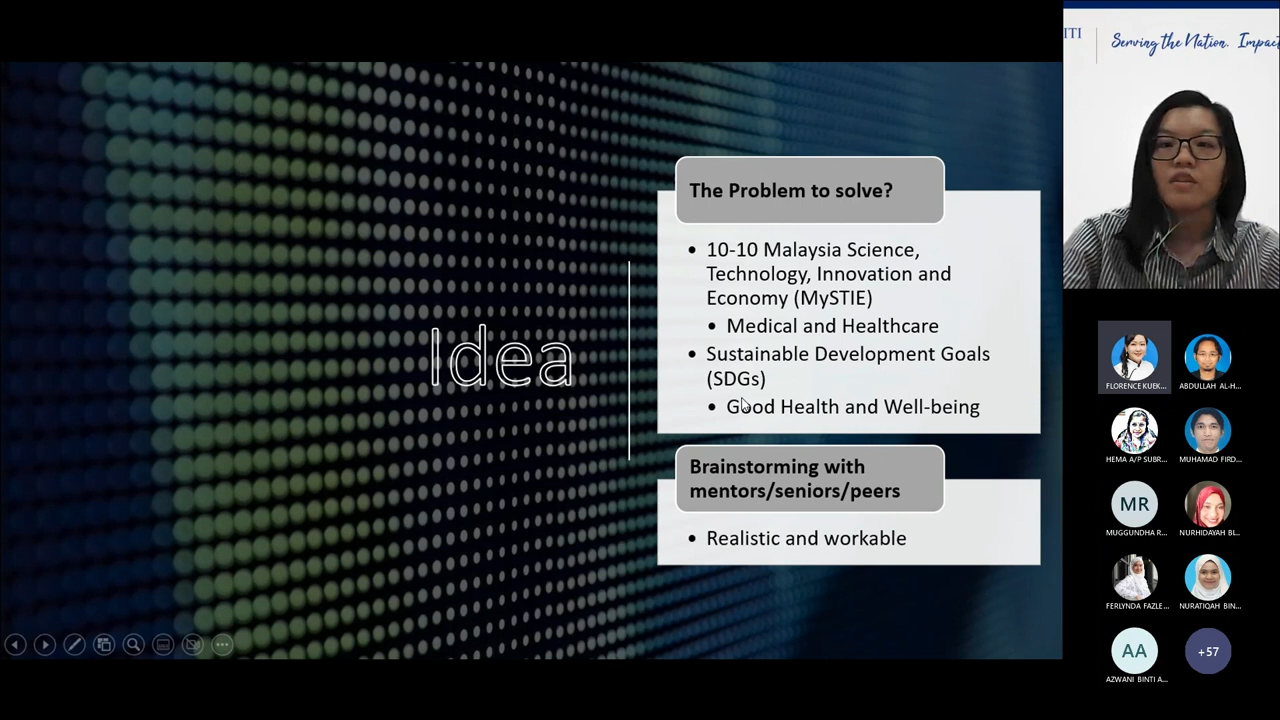 ITI
Serving the Nation. Impac
The Problem to solve?
• 10-10 Malaysia Science,
Technology, Innovation and
Economy (MySTIE)
• Medical and Healthcare
• Sustainable Development Goals
(SDGs)
• Good Health and Well-being
Idea
Brainstorming with
mentors/seniors/peers
• Realistic and workable
FLORENCE KUEK...
ABDULLAH AL-H...
HEMA A/P SUBR...
MUHAMAD FIRD...
MR
MUGGUNDHA R...
NURHIDAYAH BI...
FERLYNDA FAZLE...
NURATIQAH BIN...
AA
AZWANI BINTI A...
+57